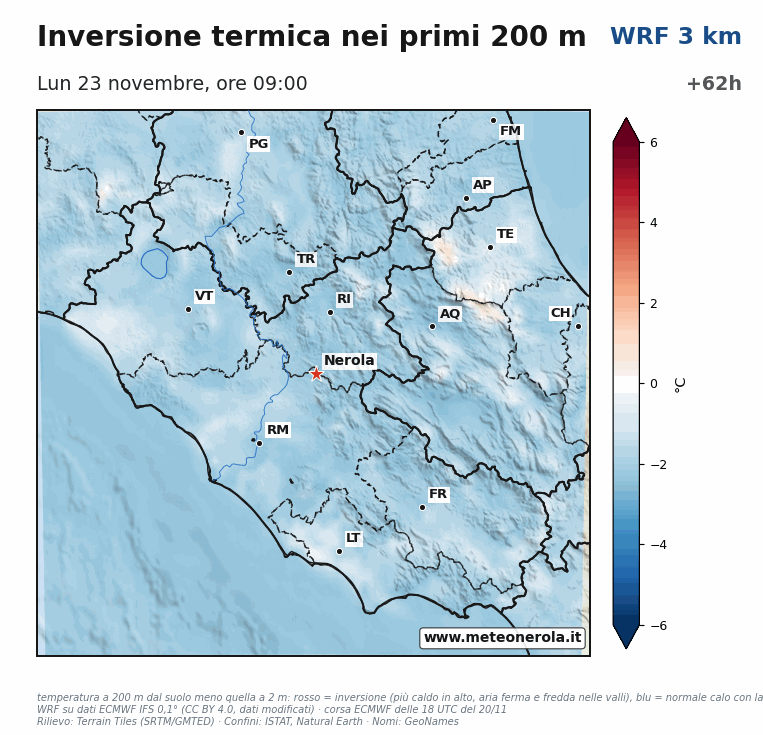 Inversione termica nei primi 200 m WRF 3 km
Lun 23 novembre, ore 09:00 +62h
FM
PG
AP
TE
TR
VT
RI
AQ
CH
Nerola
RM
FR
LT
www.meteonerola.it
6
4
2
0
−2
−4
−6
°C
temperatura a 200 m dal suolo meno quella a 2 m: rosso = inversione (più caldo in alto, aria ferma e fredda nelle valli), blu = normale calo con la
WRF su dati ECMWF IFS 0,1° (CC BY 4.0, dati modificati) · corsa ECMWF delle 18 UTC del 20/11
Rilievo: Terrain Tiles (SRTM/GMTED) · Confini: ISTAT, Natural Earth · Nomi: GeoNames